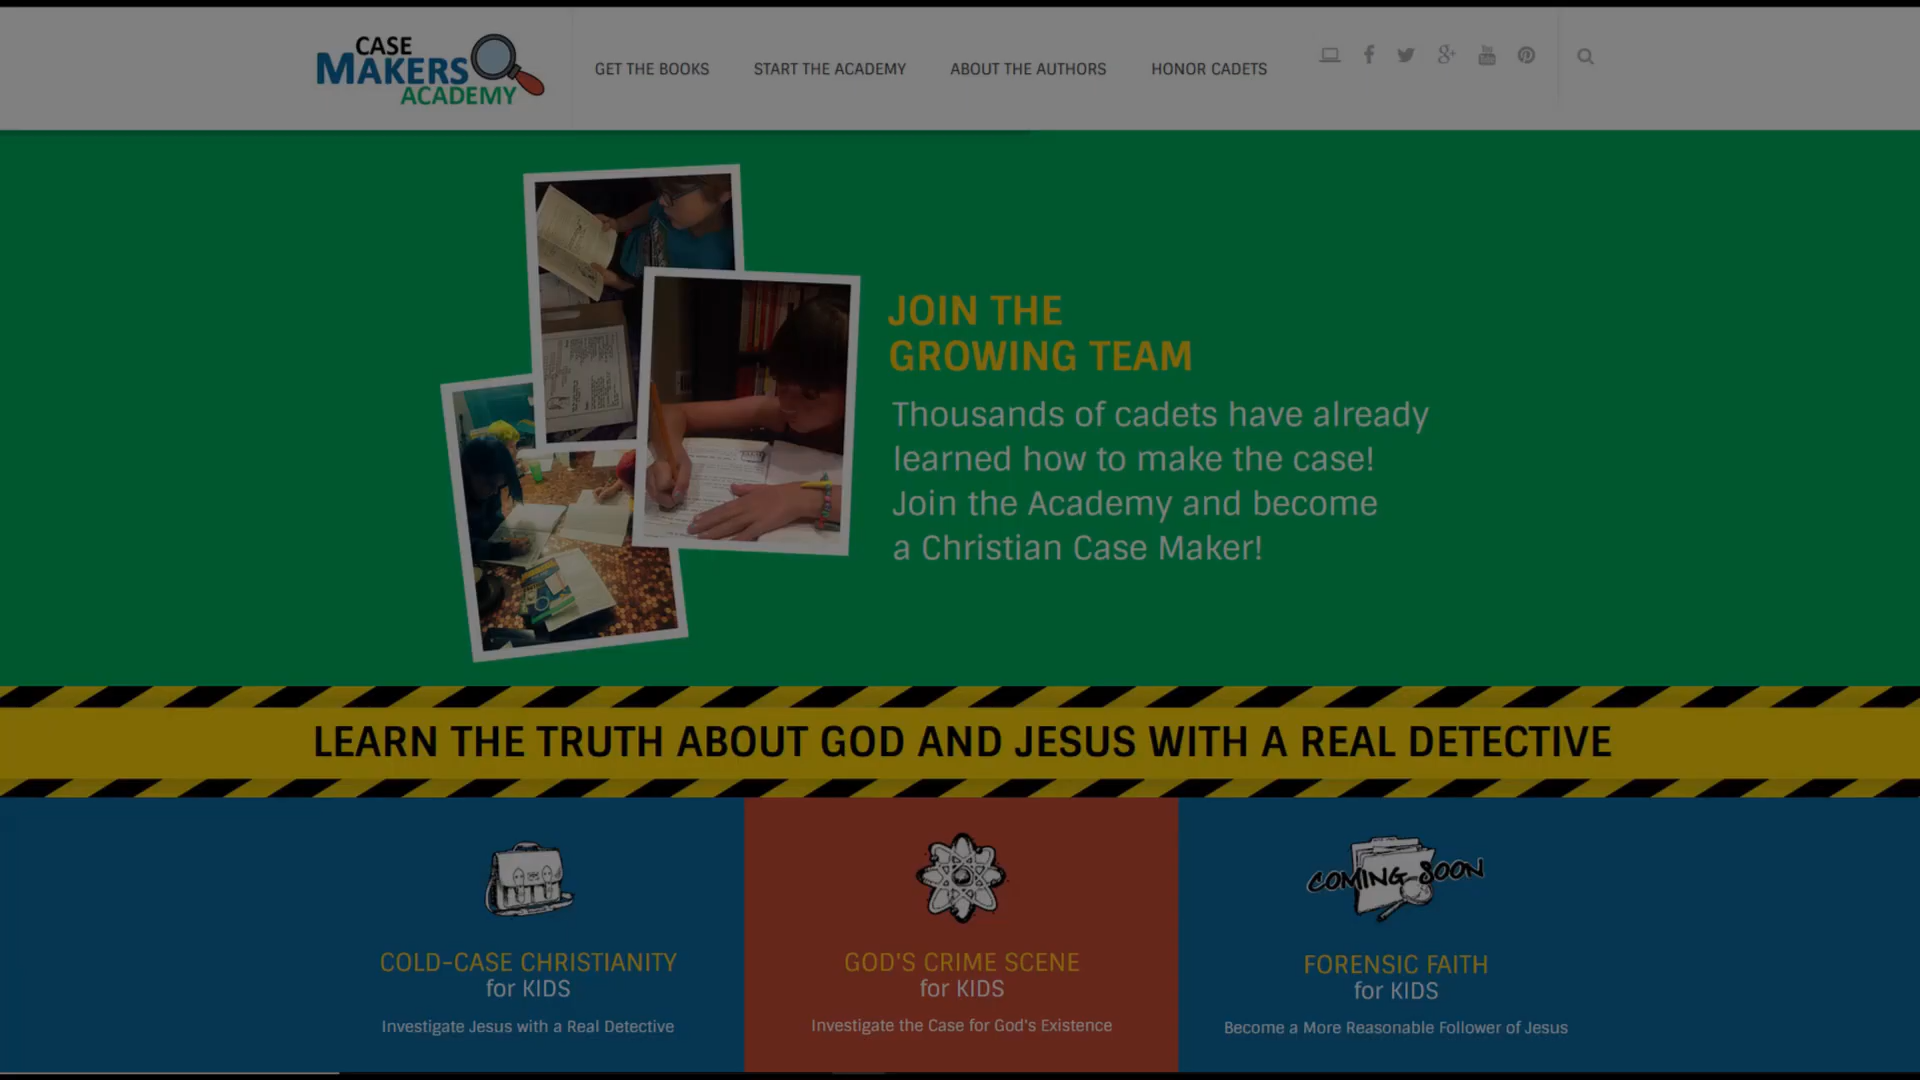 CASE
MAKERS
ACADEMY
GET THE BOOKS
START THE ACADEMY
ABOUT THE AUTHORS
HONOR CADETS
JOIN THE
GROWING TEAM
Thousands of cadets have already
learned how to make the case!
Join the Academy and become
a Christian Case Maker!
LEARN THE TRUTH ABOUT GOD AND JESUS WITH A REAL DETECTIVE
COLD-CASE CHRISTIANITY
for KIDS
Investigate Jesus with a Real Detective
GOD'S CRIME SCENE
for KIDS
Investigate the Case for God's Existence
COMING SOON
FORENSIC FAITH
for KIDS
Become a More Reasonable Follower of Jesus